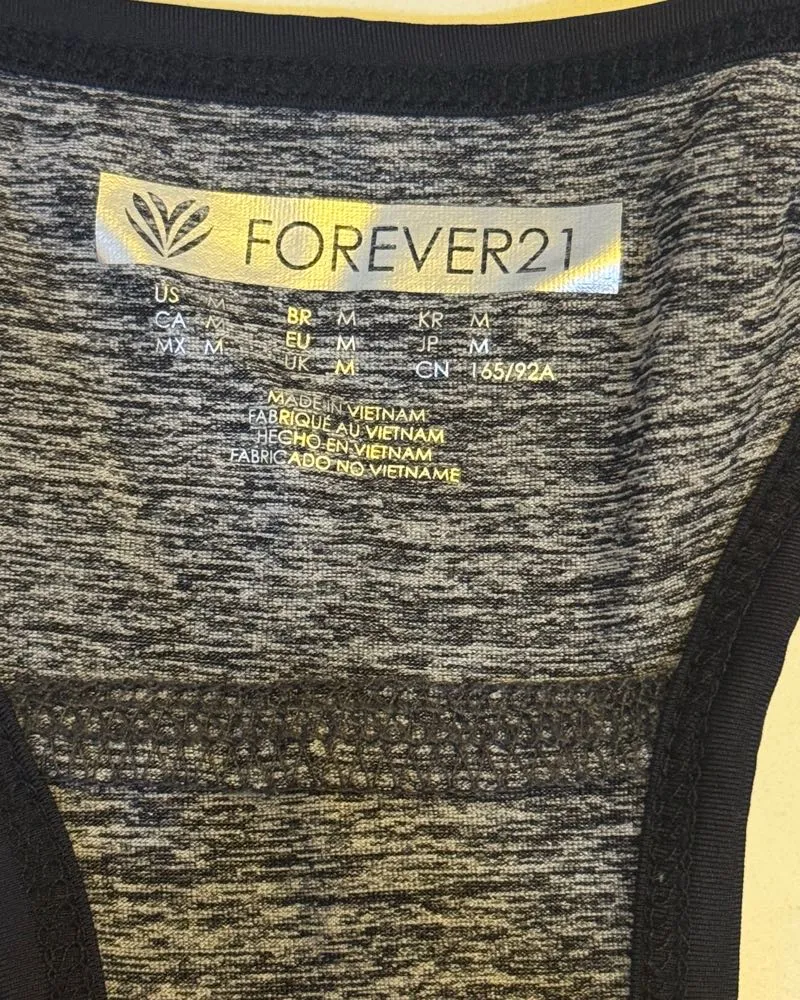 FOREVER21
US M
CA M BR M KR M
MX M EU M JP M
UK M CN 165/92A
MADE IN VIETNAM
FABRIQUÉ AU VIETNAM
HECHO EN VIETNAM
FABRICADO NO VIETNAME